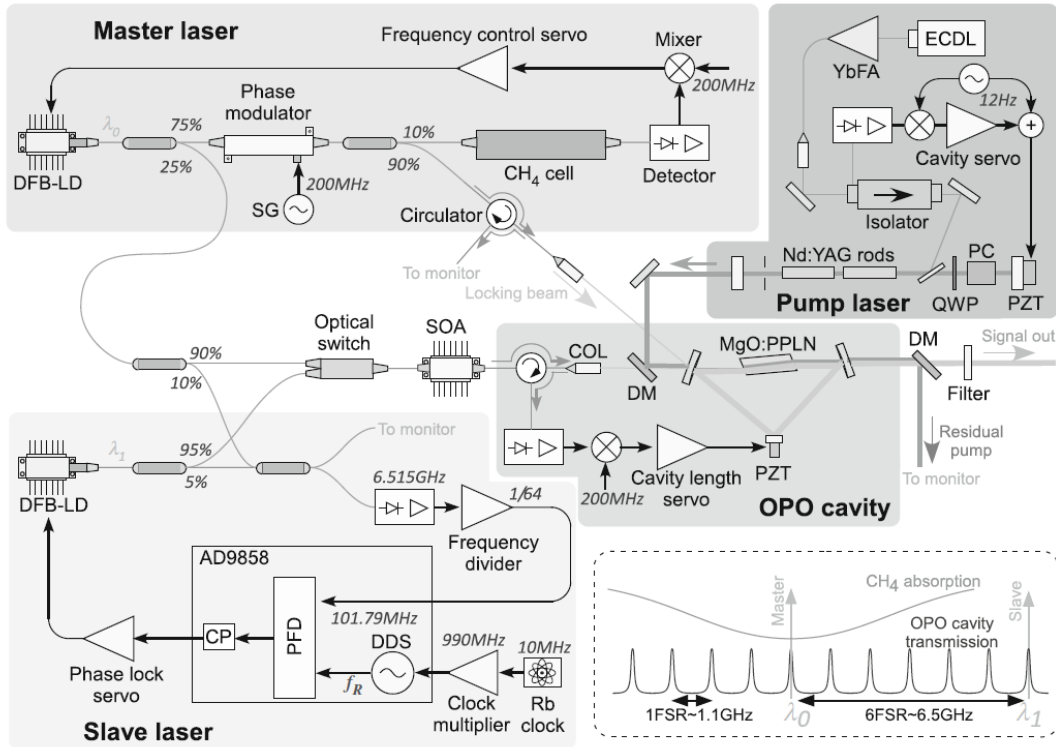 Master laser
Frequency control servo
Mixer
200MHz
Phase
modulator
λ0
75%
25%
10%
90%
DFB-LD
200MHz
SG
CH4 cell
Detector
Circulator
To monitor
Locking beam
ECDL
YbFA
12Hz
Cavity servo
Isolator
Nd:YAG rods
PC
Pump laser
QWP
PZT
Optical
switch
SOA
COL
MgO:PPLN
DM
DM
Signal out
Filter
Residual
pump
To monitor
90%
10%
200MHz
Cavity length
servo
PZT
OPO cavity
To monitor
λ1
95%
5%
DFB-LD
6.515GHz
1/64
Frequency
divider
AD9858
101.79MHz
CP
PFD
DDS
990MHz
10MHz
fR
Phase lock
servo
Clock
multiplier
Rb
clock
Slave laser
CH4 absorption
Master
Slave
OPO cavity
transmission
1FSR~1.1GHz
λ0
6FSR~6.5GHz
λ1